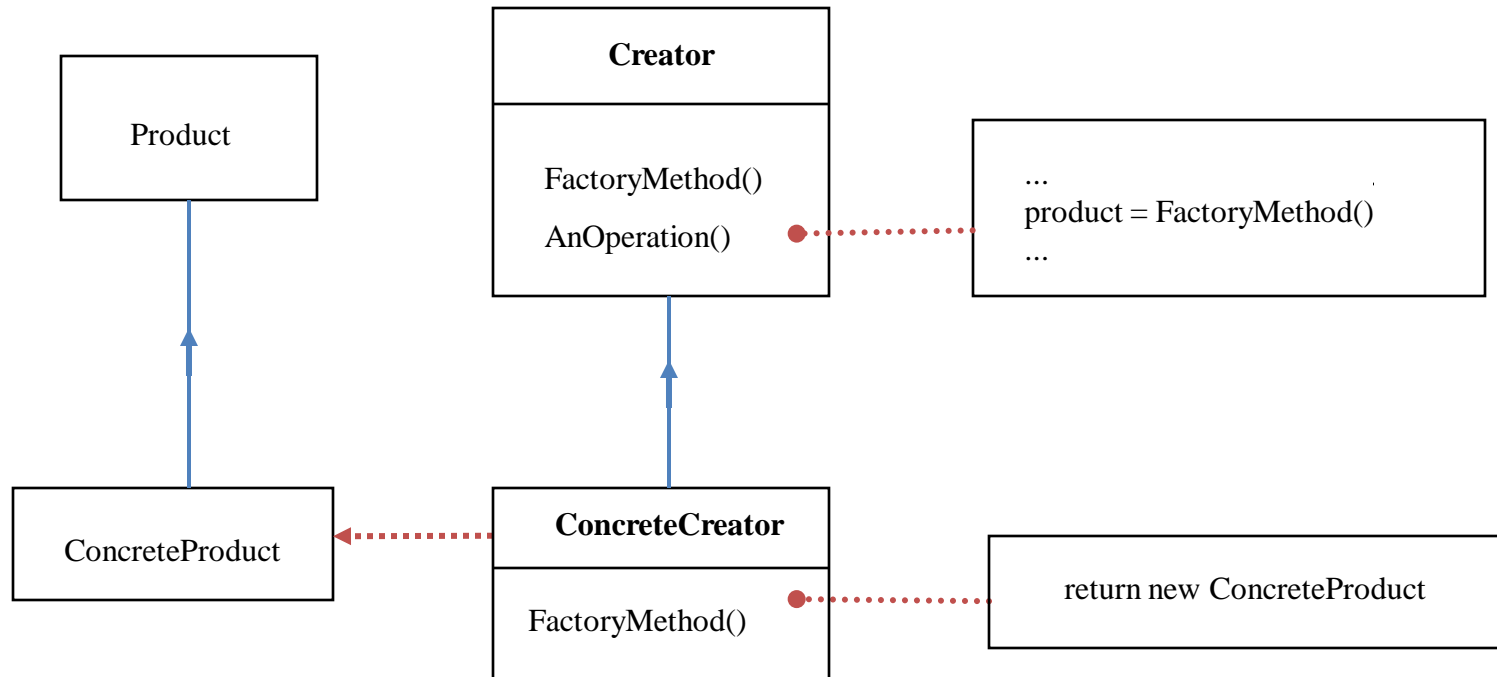 Creator
Product
FactoryMethod()
AnOperation()
...
product = FactoryMethod()
...
ConcreteProduct
ConcreteCreator
FactoryMethod()
return new ConcreteProduct